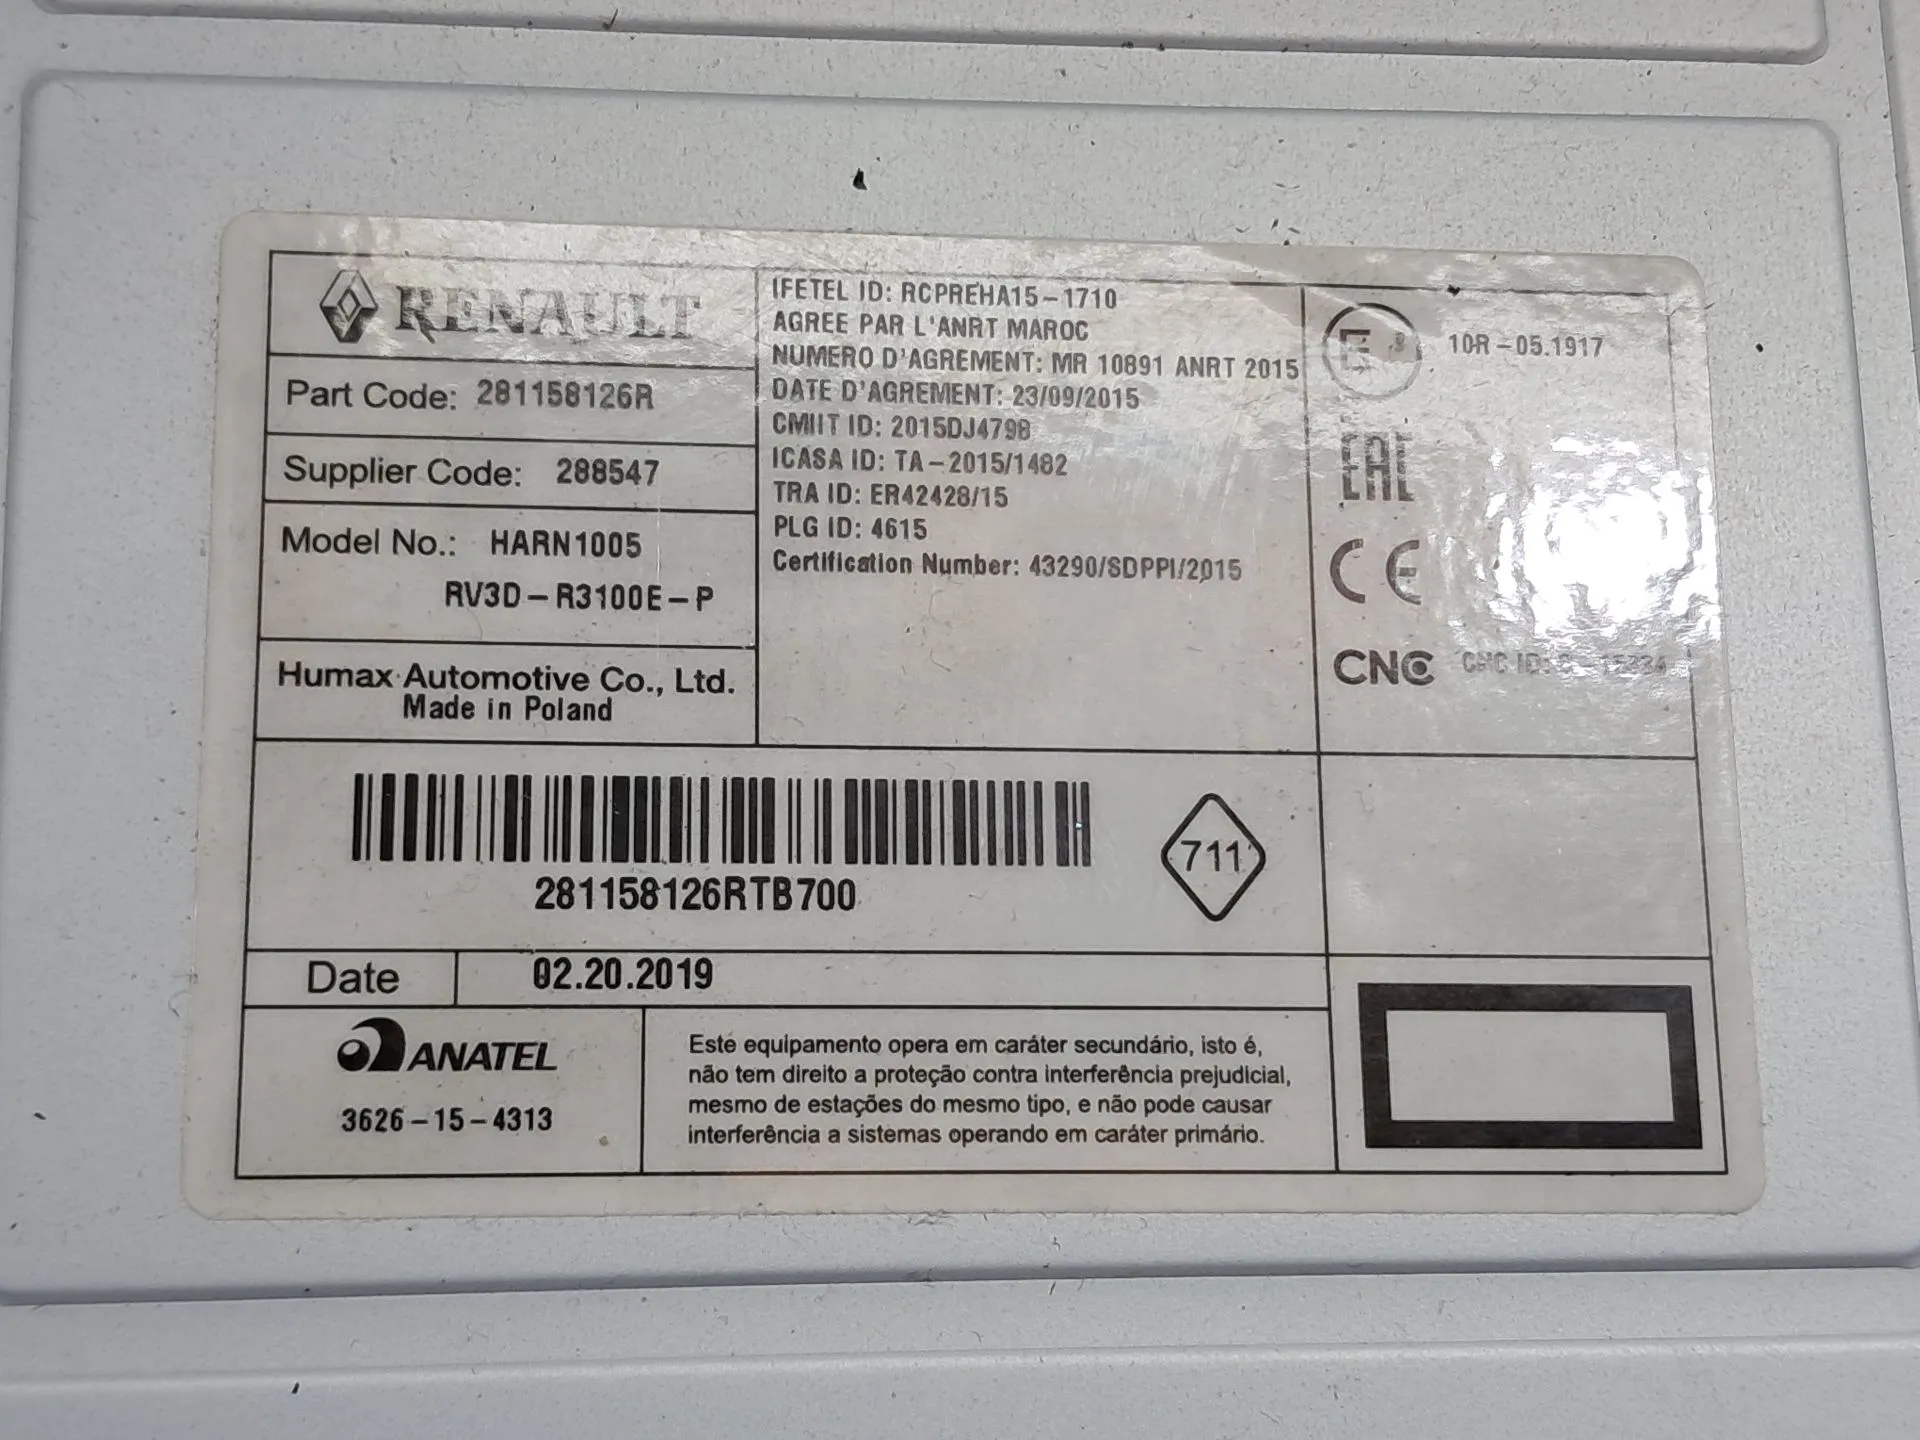 RENAULT
Part Code: 281158126R
Supplier Code: 288547
Model No.: HARN1005
RV3D-R3100E-P
Humax Automotive Co., Ltd.
Made in Poland
IFETEL ID: RCPREHA15-1710
AGREE PAR L'ANRT MAROC
NUMERO D'AGREMENT: MR 10891 ANRT 2015
DATE D'AGREMENT: 23/09/2015
CMIIT ID: 2015DJ4798
ICASA ID: TA-2015/1482
TRA ID: ER42428/15
PLG ID: 4615
Certification Number: 43290/SDPPI/2015
E 10R-05.1917
EAC
CE
CNC CNC ID:
281158126RTB700
711
Date 02.20.2019
ANATEL
3626-15-4313
Este equipamento opera em caráter secundário, isto é,
não tem direito a proteção contra interferência prejudicial,
mesmo de estações do mesmo tipo, e não pode causar
interferência a sistemas operando em caráter primário.